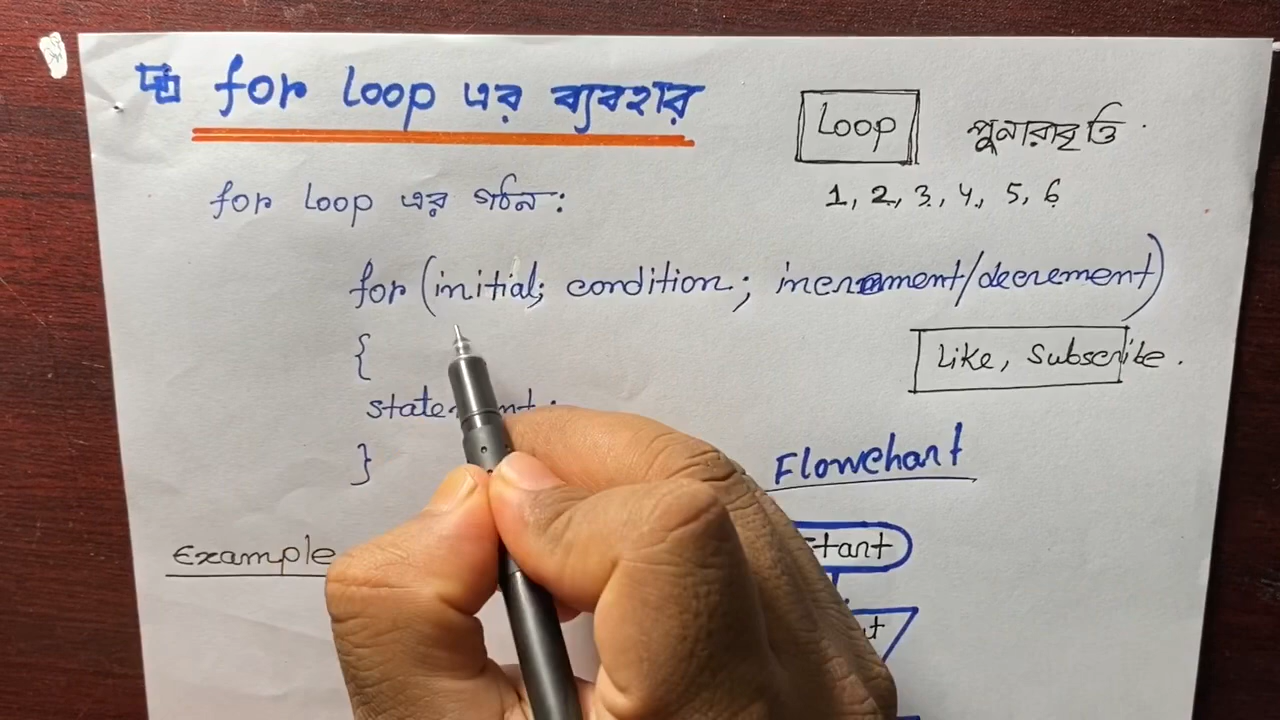 for loop এর ব্যবহার
Loop পুনারাবৃত্তি
1, 2, 3, 4, 5, 6
for loop এর গঠন:
for (initial; condition; increment/decrement)
{
Like, Subscribe.
}
Flowchart
Example